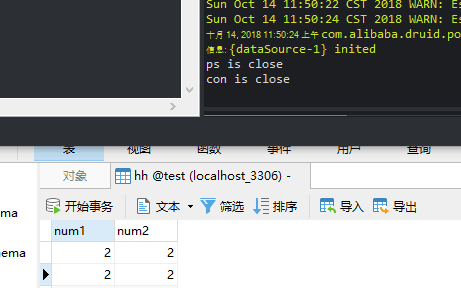 Sun Oct 14 11:50:22 CST 2018 WARN: Es
Sun Oct 14 11:50:24 CST 2018 WARN: Es
十月 14, 2018 11:50:24 上午 com.alibaba.druid.po
信息: {dataSource-1} inited
ps is close
con is close
表 视图 函数 事件 用户 查询
对象 hh @test (localhost_3306) -
开始事务 文本 筛选 排序 导入 导出
ma
num1 num2
nema 2 2
2 2